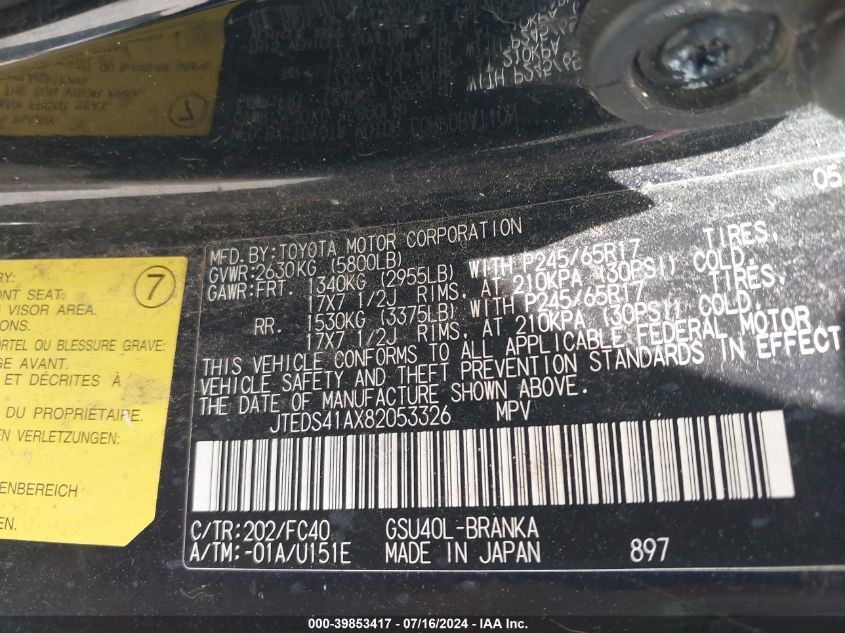 05
MFD. BY: TOYOTA MOTOR CORPORATION
GVWR: 2630KG (5800LB)
GAWR: FRT. 1340KG (2955LB) WITH P245/65R17 TIRES.
17X7 1/2J RIMS, AT 210KPA (30PSI) COLD.
RR. 1530KG (3375LB) WITH P245/65R17 TIRES.
17X7 1/2J RIMS, AT 210KPA (30PSI) COLD.
THIS VEHICLE CONFORMS TO ALL APPLICABLE FEDERAL MOTOR
VEHICLE SAFETY AND THEFT PREVENTION STANDARDS IN EFFECT
THE DATE OF MANUFACTURE SHOWN ABOVE.
JTEDS41AX82053326 MPV
C/TR: 202/FC40 GSU40L-BRANKA
A/TM: -01A/U151E MADE IN JAPAN 897
7
RY:
ONT SEAT.
N VISOR AREA.
ONS.
ORTEL OU BLESSURE GRAVE:
GE AVANT.
ET DÉCRITES À
DU PROPRIÉTAIRE.
EN VERLETZUNGEN:
ENBEREICH
EN.
000-39853417 - 07/16/2024 - IAA Inc.